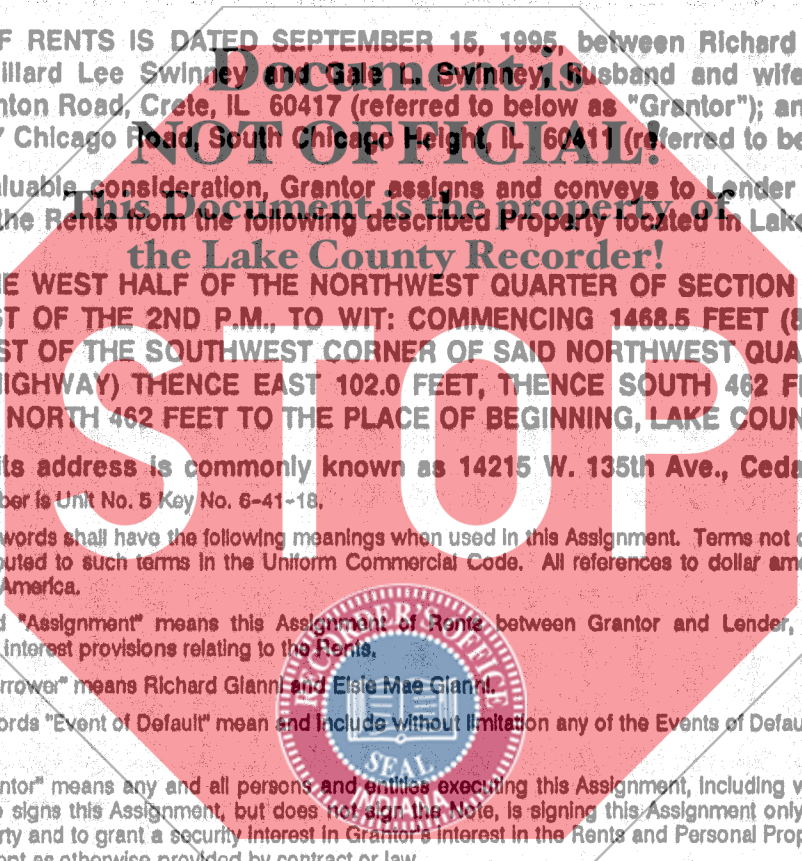 F RENTS IS DATED SEPTEMBER 15, 1995, between Richard
illard Lee Swinney and Gale L. Swinney, husband and wife
nton Road, Crete, IL 60417 (referred to below as "Grantor"); an
7 Chicago Road, South Chicago Height, IL 60411 (referred to be
Document is
NOT OFFICIAL!
This Document is the property of
the Lake County Recorder!
aluable consideration, Grantor assigns and conveys to Lender
the Rents from the following described Property located in Lake
E WEST HALF OF THE NORTHWEST QUARTER OF SECTION
ST OF THE 2ND P.M., TO WIT: COMMENCING 1468.5 FEET (8
ST OF THE SOUTHWEST CORNER OF SAID NORTHWEST QUA
HIGHWAY) THENCE EAST 102.0 FEET, THENCE SOUTH 462 F
NORTH 462 FEET TO THE PLACE OF BEGINNING, LAKE COUN
STOP
its address is commonly known as 14215 W. 135th Ave., Ceda
ber is Unit No. 5 Key No. 6-41-18.
words shall have the following meanings when used in this Assignment. Terms not
buted to such terms in the Uniform Commercial Code. All references to dollar am
America.
d "Assignment" means this Assignment of Rents between Grantor and Lender,
interest provisions relating to the Rents.
rrower" means Richard Gianni and Elsie Mae Gianni.
ords "Event of Default" mean and include without limitation any of the Events of Defau
ntor" means any and all persons and entities executing this Assignment, including
signs this Assignment, but does not sign the Note, is signing this Assignment only
rty and to grant a security interest in Grantor's interest in the Rents and Personal Prop
ent as otherwise provided by contract or law.
RECORDER'S OFFICE
SEAL
INDIANA